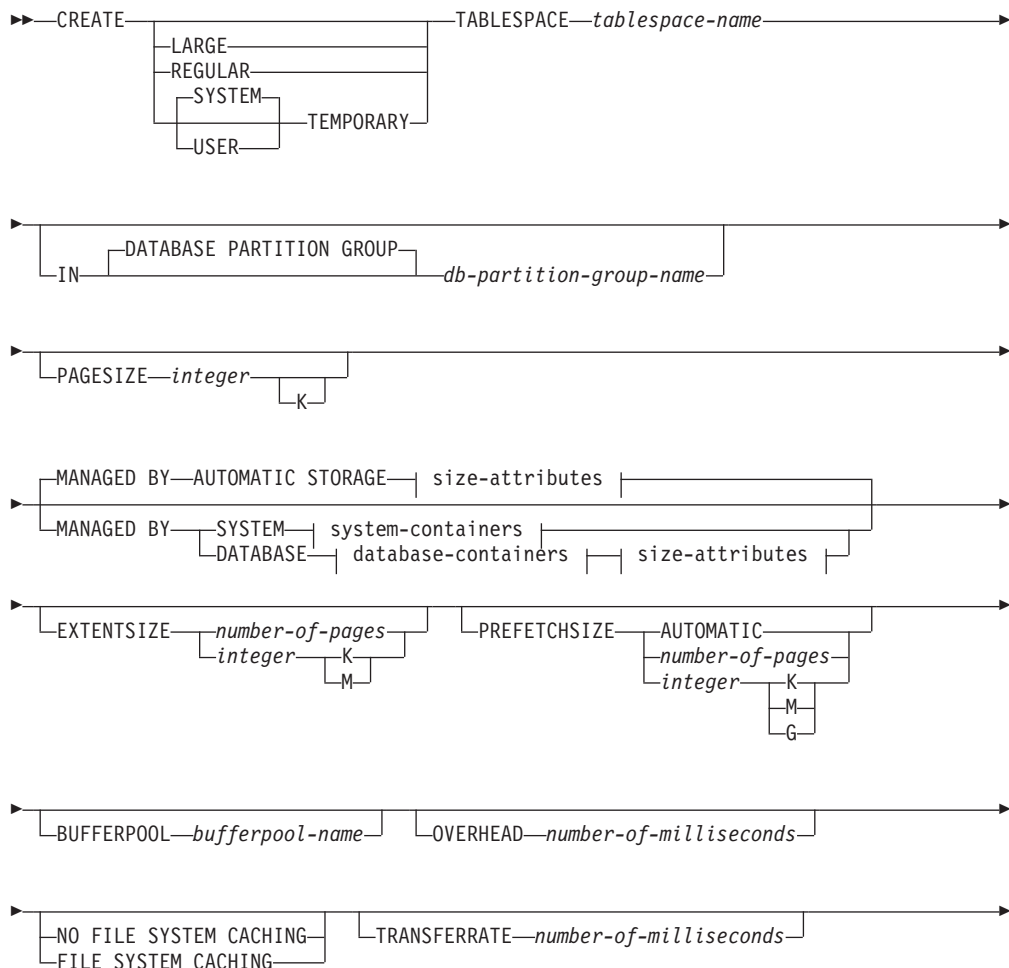 CREATE TABLESPACE tablespace-name
LARGE
REGULAR
SYSTEM
TEMPORARY
USER
DATABASE PARTITION GROUP
IN db-partition-group-name
PAGESIZE integer
K
MANAGED BY AUTOMATIC STORAGE size-attributes
MANAGED BY SYSTEM system-containers
DATABASE database-containers size-attributes
EXTENTSIZE number-of-pages PREFETCHSIZE AUTOMATIC
integer K number-of-pages
M integer K
M
G
BUFFERPOOL bufferpool-name OVERHEAD number-of-milliseconds
NO FILE SYSTEM CACHING TRANSFERRATE number-of-milliseconds
FILE SYSTEM CACHING